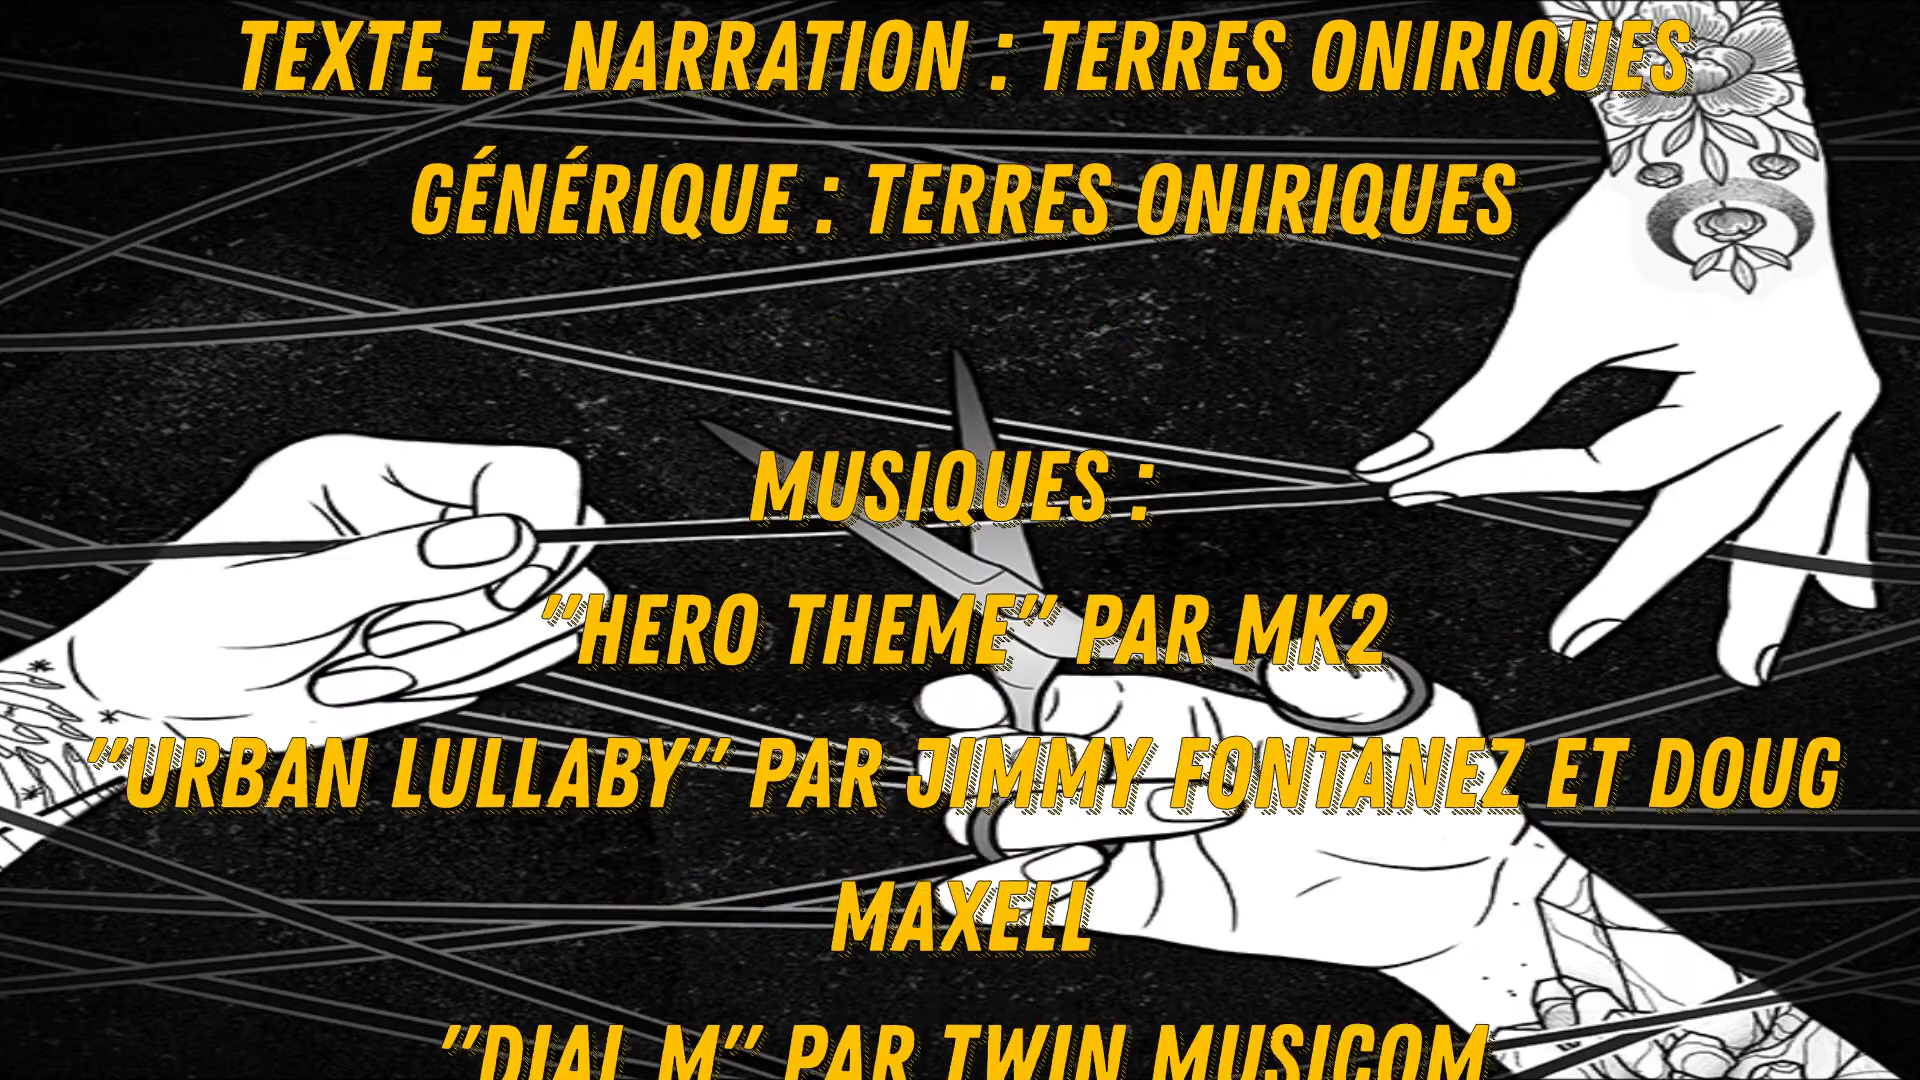 TEXTE ET NARRATION : TERRES ONIRIQUES
GÉNÉRIQUE : TERRES ONIRIQUES
MUSIQUES :
"HERO THEME" PAR MK2
"URBAN LULLABY" PAR JIMMY FONTANEZ ET DOUG
MAXELL
"DIAL M" PAR TWIN MUSICOM